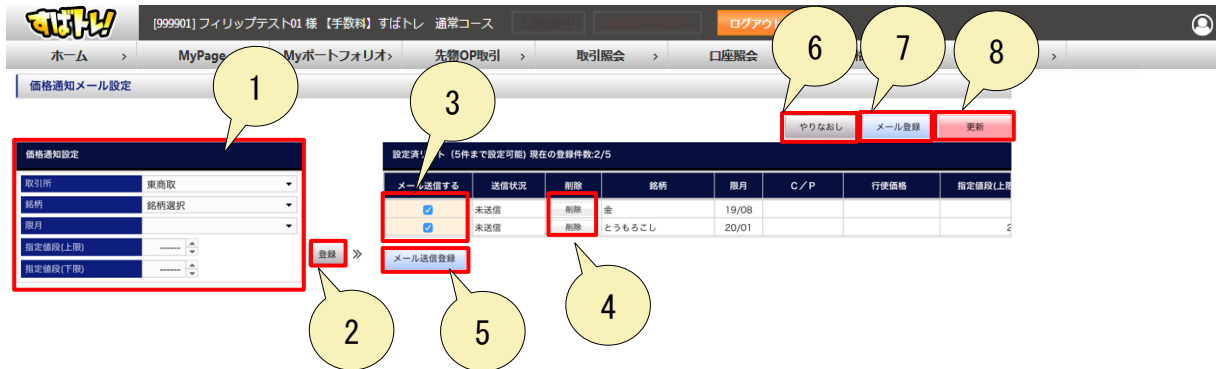 すばトレ!
[999901] フィリップテスト01 様 【手数料】すばトレ 通常コース
ログアウ
ホーム > MyPage Myポートフォリオ> 先物OP取引 > 取引照会 > 口座照会 >
価格通知メール設定
1
2
3
4
5
6
7
8
やりなおし メール登録 更新
価格通知設定
取引所 東商取
銘柄 銘柄選択
限月
指定値段(上限) ------
指定値段(下限) ------
登録 ≫
設定済リスト (5件まで設定可能) 現在の登録件数:2/5
メール送信する 送信状況 削除 銘柄 限月 C/P 行使価格 指定値段(上限
未送信 削除 金 19/08
未送信 削除 とうもろこし 20/01 2
メール送信登録